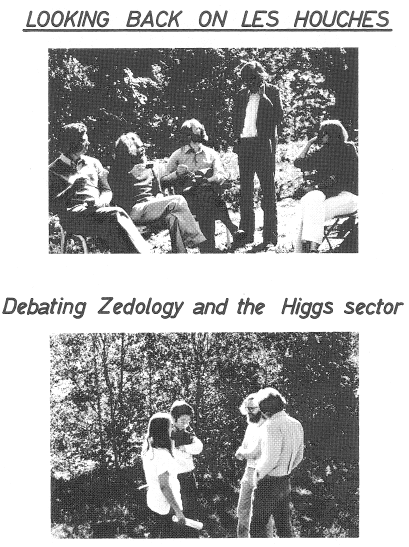 LOOKING BACK ON LES HOUCHES
Debating Zedology and the Higgs sector